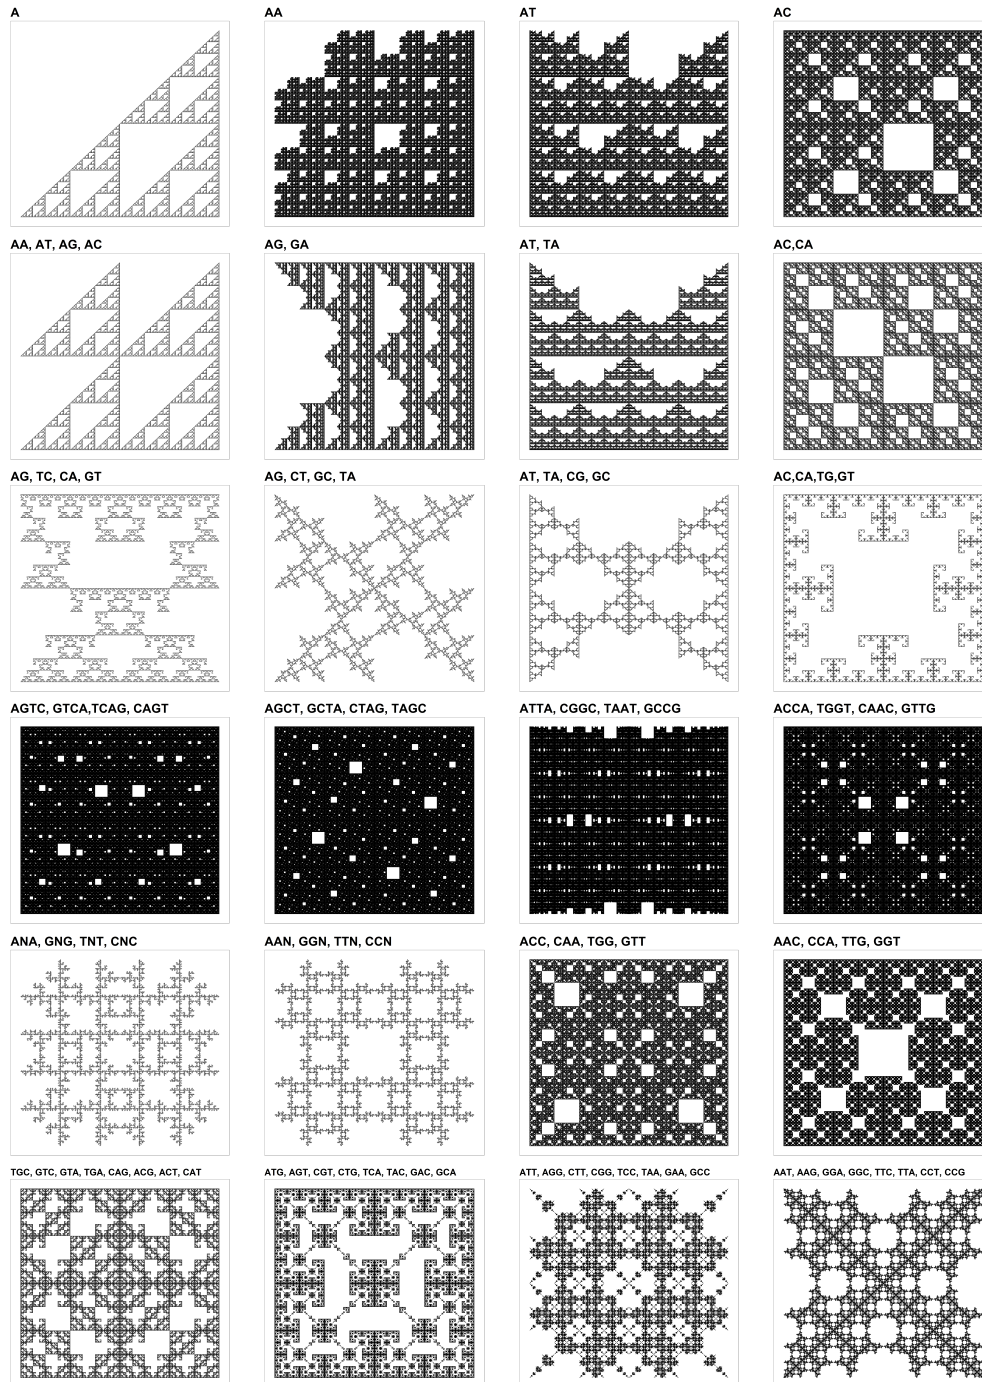 A
AA
AT
AC
AA, AT, AG, AC
AG, GA
AT, TA
AC,CA
AG, TC, CA, GT
AG, CT, GC, TA
AT, TA, CG, GC
AC,CA,TG,GT
AGTC, GTCA,TCAG, CAGT
AGCT, GCTA, CTAG, TAGC
ATTA, CGGC, TAAT, GCCG
ACCA, TGGT, CAAC, GTTG
ANA, GNG, TNT, CNC
AAN, GGN, TTN, CCN
ACC, CAA, TGG, GTT
AAC, CCA, TTG, GGT
TGC, GTC, GTA, TGA, CAG, ACG, ACT, CAT
ATG, AGT, CGT, CTG, TCA, TAC, GAC, GCA
ATT, AGG, CTT, CGG, TCC, TAA, GAA, GCC
AAT, AAG, GGA, GGC, TTC, TTA, CCT, CCG